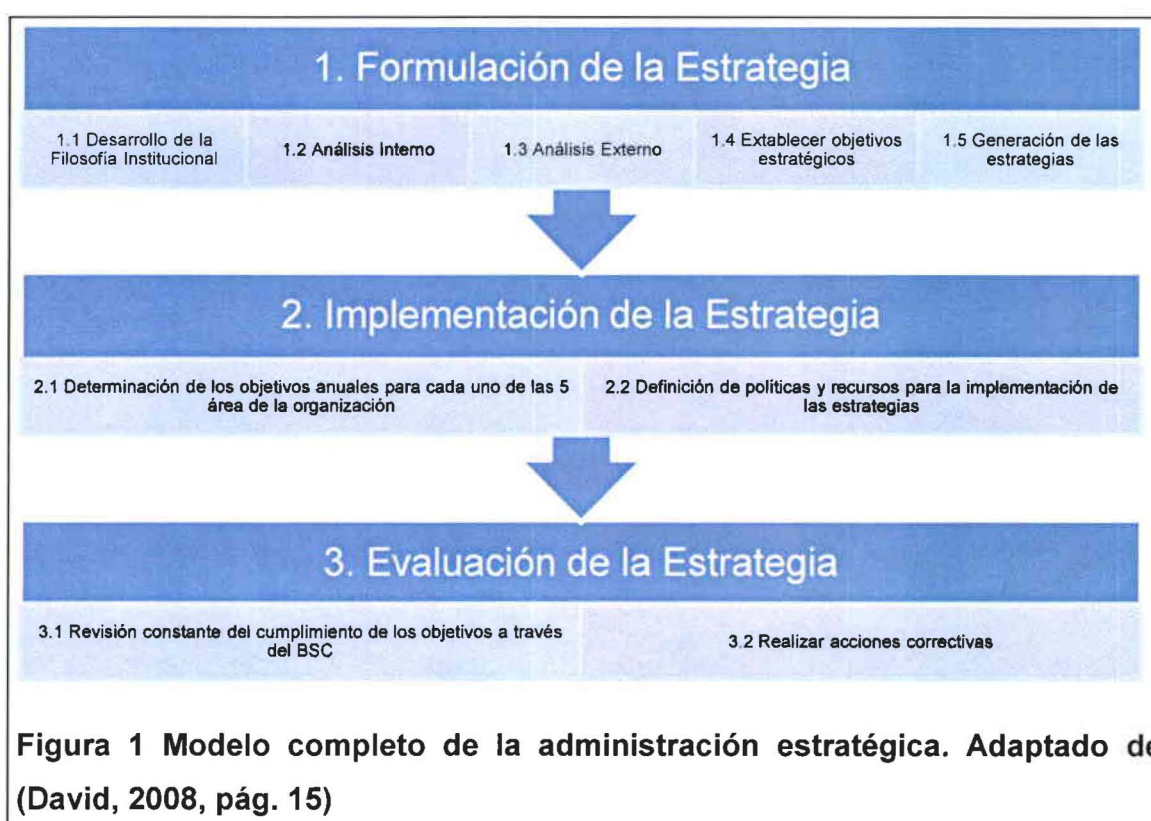 1. Formulación de la Estrategia
1.1 Desarrollo de la
Filosofía Institucional
1.2 Análisis Interno
1.3 Análisis Externo
1.4 Extablecer objetivos
estratégicos
1.5 Generación de las
estrategias
2. Implementación de la Estrategia
2.1 Determinación de los objetivos anuales para cada uno de las 5
área de la organización
2.2 Definición de políticas y recursos para la implementación de
las estrategias
3. Evaluación de la Estrategia
3.1 Revisión constante del cumplimiento de los objetivos a través
del BSC
3.2 Realizar acciones correctivas
Figura 1 Modelo completo de la administración estratégica. Adaptado de
(David, 2008, pág. 15)